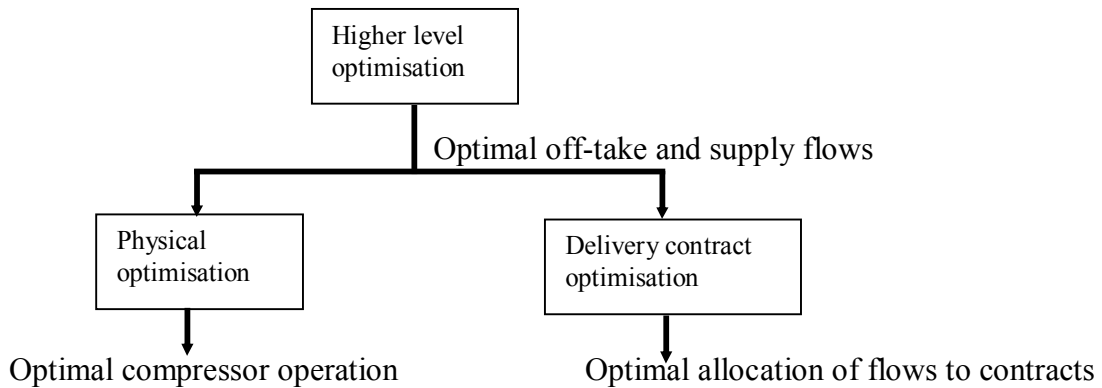 Higher level
optimisation
Optimal off-take and supply flows
Physical
optimisation
Delivery contract
optimisation
Optimal compressor operation
Optimal allocation of flows to contracts